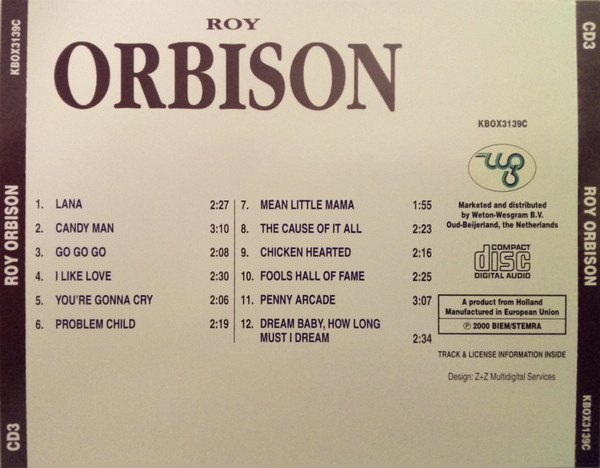 ROY
ORBISON
KBOX3139C
ROY ORBISON
CD3
1. LANA 2:27
2. CANDY MAN 3:10
3. GO GO GO 2:08
4. I LIKE LOVE 2:30
5. YOU'RE GONNA CRY 2:06
6. PROBLEM CHILD 2:19
7. MEAN LITTLE MAMA 1:55
8. THE CAUSE OF IT ALL 2:23
9. CHICKEN HEARTED 2:16
10. FOOLS HALL OF FAME 2:25
11. PENNY ARCADE 3:07
12. DREAM BABY, HOW LONG
MUST I DREAM 2:34
KBOX3139C
Marketed and distributed
by Weton-Wesgram B.V.
Oud-Beijerland, the Netherlands
COMPACT
disc
DIGITAL AUDIO
A product from Holland
Manufactured in European Union
℗ 2000 BIEM/STEMRA
TRACK & LICENSE INFORMATION INSIDE
Design: Z+Z Multidigital Services
CD3
ROY ORBISON
KBOX3139C